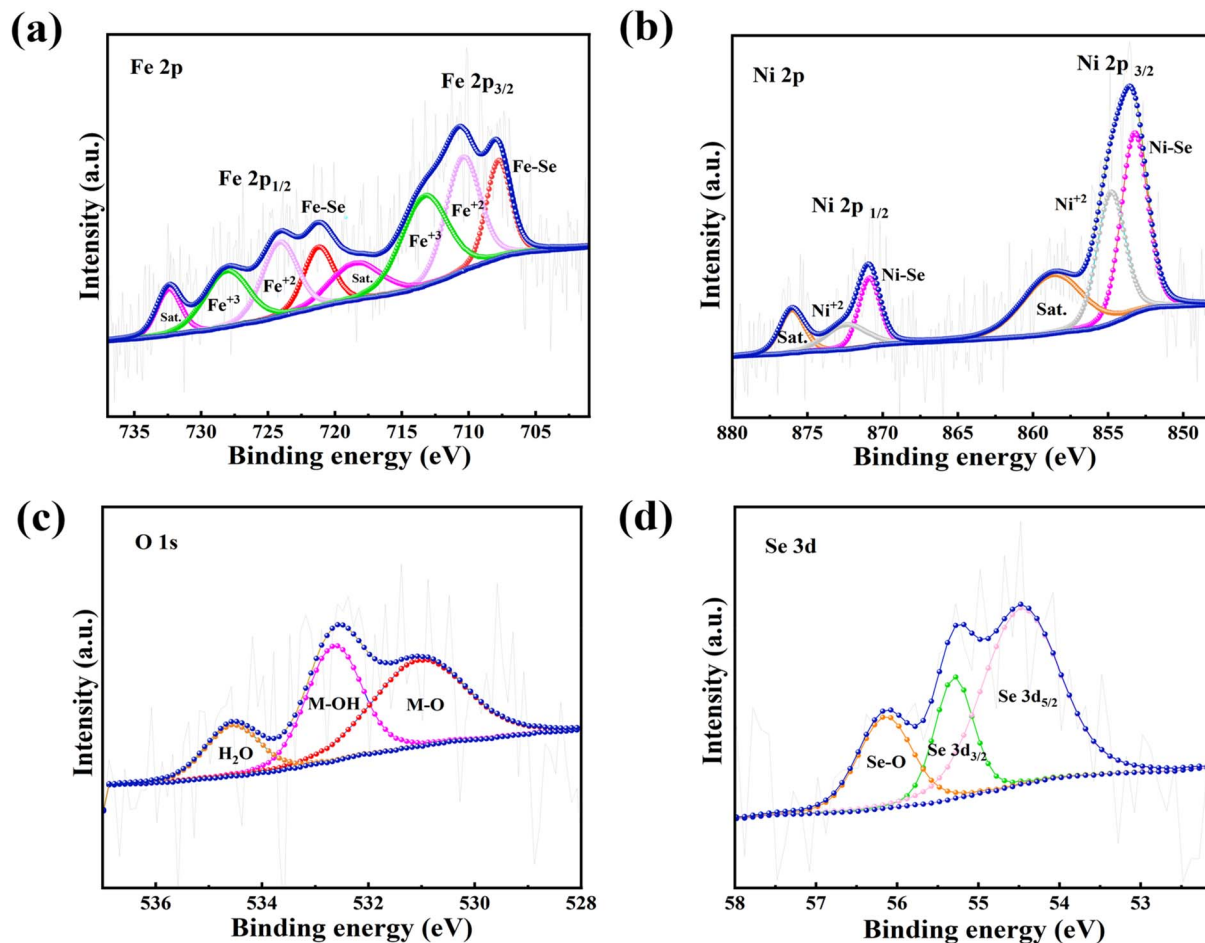 (a)
Fe 2p
Fe 2p3/2
Fe 2p1/2
Fe-Se
Fe-Se
Fe+2
Fe+3
Sat.
Fe+2
Fe+3
Sat.
Intensity (a.u.)
735 730 725 720 715 710 705
Binding energy (eV)
(b)
Ni 2p
Ni 2p 3/2
Ni-Se
Ni+2
Ni 2p 1/2
Ni-Se
Ni+2
Sat.
Sat.
Intensity (a.u.)
880 875 870 865 860 855 850
Binding energy (eV)
(c)
O 1s
M-OH
M-O
H2O
Intensity (a.u.)
536 534 532 530 528
Binding energy (eV)
(d)
Se 3d
Se 3d5/2
Se-O
Se 3d3/2
Intensity (a.u.)
58 57 56 55 54 53
Binding energy (eV)